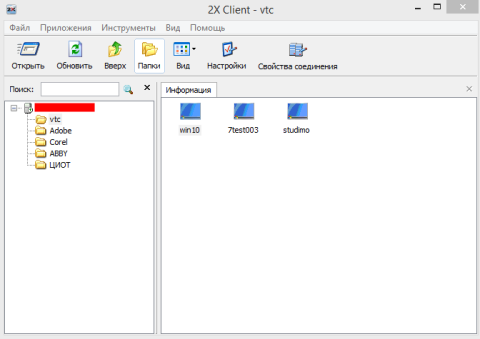 2X Client - vtc
Файл Приложения Инструменты Вид Помощь
Открыть Обновить Вверх Папки Вид Настройки Свойства соединения
Поиск:
Информация
vtc
Adobe
Corel
ABBY
ЦИОТ
win10 7test003 studimo